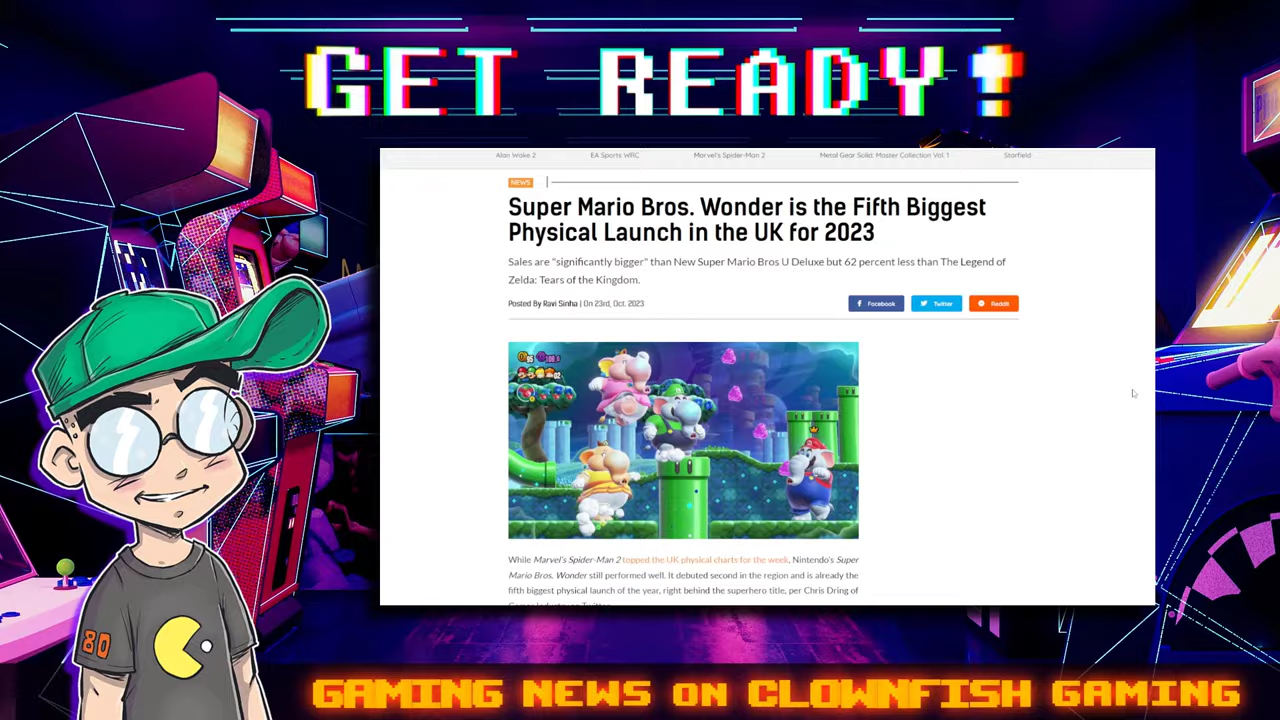 GET READY!
Alan Wake 2 EA Sports WRC Marvel's Spider-Man 2 Metal Gear Solid: Master Collection Vol. 1 Starfield
NEWS
Super Mario Bros. Wonder is the Fifth Biggest
Physical Launch in the UK for 2023
Sales are "significantly bigger" than New Super Mario Bros U Deluxe but 62 percent less than The Legend of
Zelda: Tears of the Kingdom.
Posted By Ravi Sinha | On 23rd, Oct. 2023
Facebook Twitter Reddit
While Marvel's Spider-Man 2 topped the UK physical charts for the week, Nintendo's Super
Mario Bros. Wonder still performed well. It debuted second in the region and is already the
fifth biggest physical launch of the year, right behind the superhero title, per Chris Dring of
80
GAMING NEWS ON CLOWNFISH GAMING